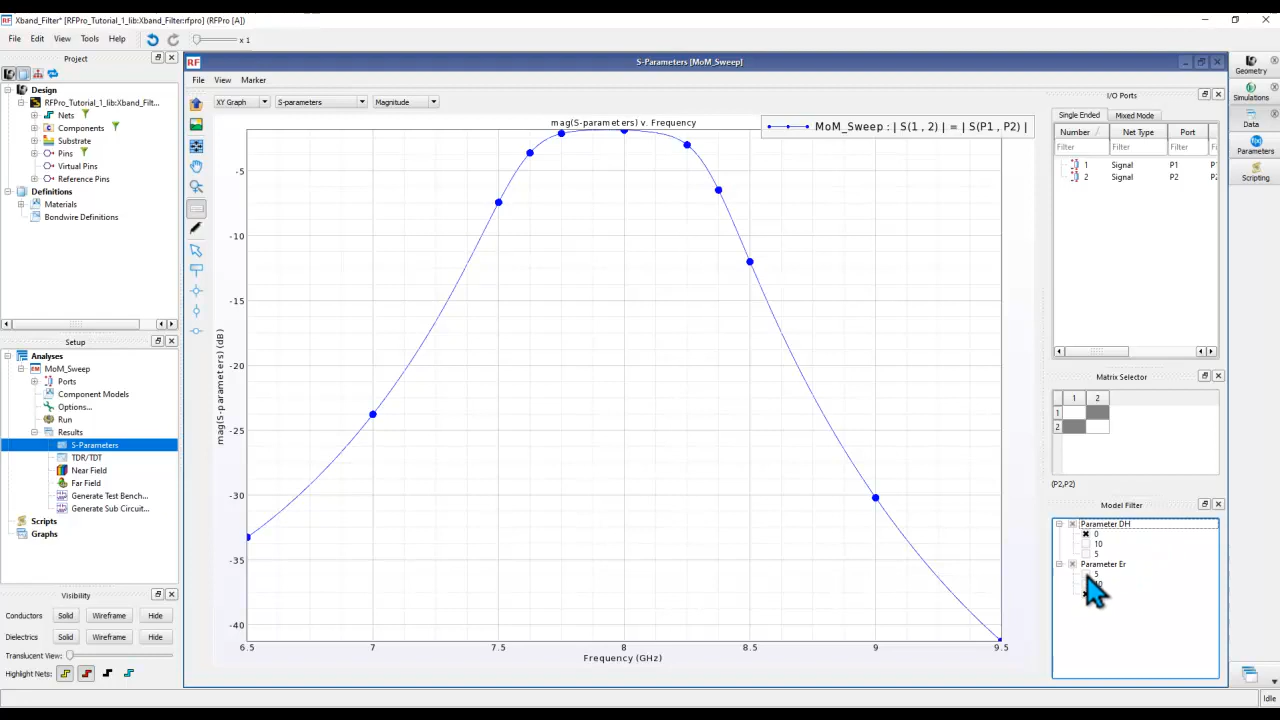 Xband_Filter* [RFPro_Tutorial_1_lib:Xband_Filter:rfpro] (RFPro [A])
File Edit View Tools Help x 1
Project
Design
RFPro_Tutorial_1_lib:Xband_Filt...
Nets
Components
Substrate
Pins
Virtual Pins
Reference Pins
Definitions
Materials
Bondwire Definitions
Setup
Analyses
MoM_Sweep
Ports
Component Models
Options...
Run
Results
S-Parameters
TDR/TDT
Near Field
Far Field
Generate Test Bench...
Generate Sub Circuit...
Scripts
Graphs
Visibility
Conductors Solid Wireframe Hide
Dielectrics Solid Wireframe Hide
Translucent View:
Highlight Nets:
S-Parameters [MoM_Sweep]
File View Marker
XY Graph S-parameters Magnitude
mag(S-parameters) v. Frequency
MoM_Sweep : | S(1 , 2) | = | S(P1 , P2) |
mag(S-parameters) (dB)
-5
-10
-15
-20
-25
-30
-35
-40
6.5 7 7.5 8 8.5 9 9.5
Frequency (GHz)
I/O Ports
Single Ended Mixed Mode
Number Net Type Port
Filter Filter Filter
1 Signal P1
2 Signal P2
Matrix Selector
1 2
1
2
(P2,P2)
Model Filter
Parameter DH
0
10
5
Parameter Er
5
Geometry
Simulations
Data
Parameters
Scripting
Idle